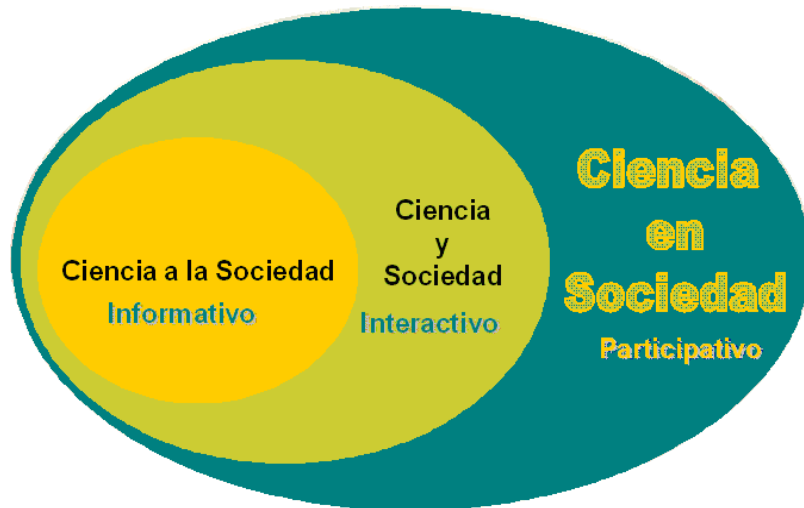 Ciencia a la Sociedad
Informativo
Ciencia
y
Sociedad
Interactivo
Ciencia
en
Sociedad
Participativo